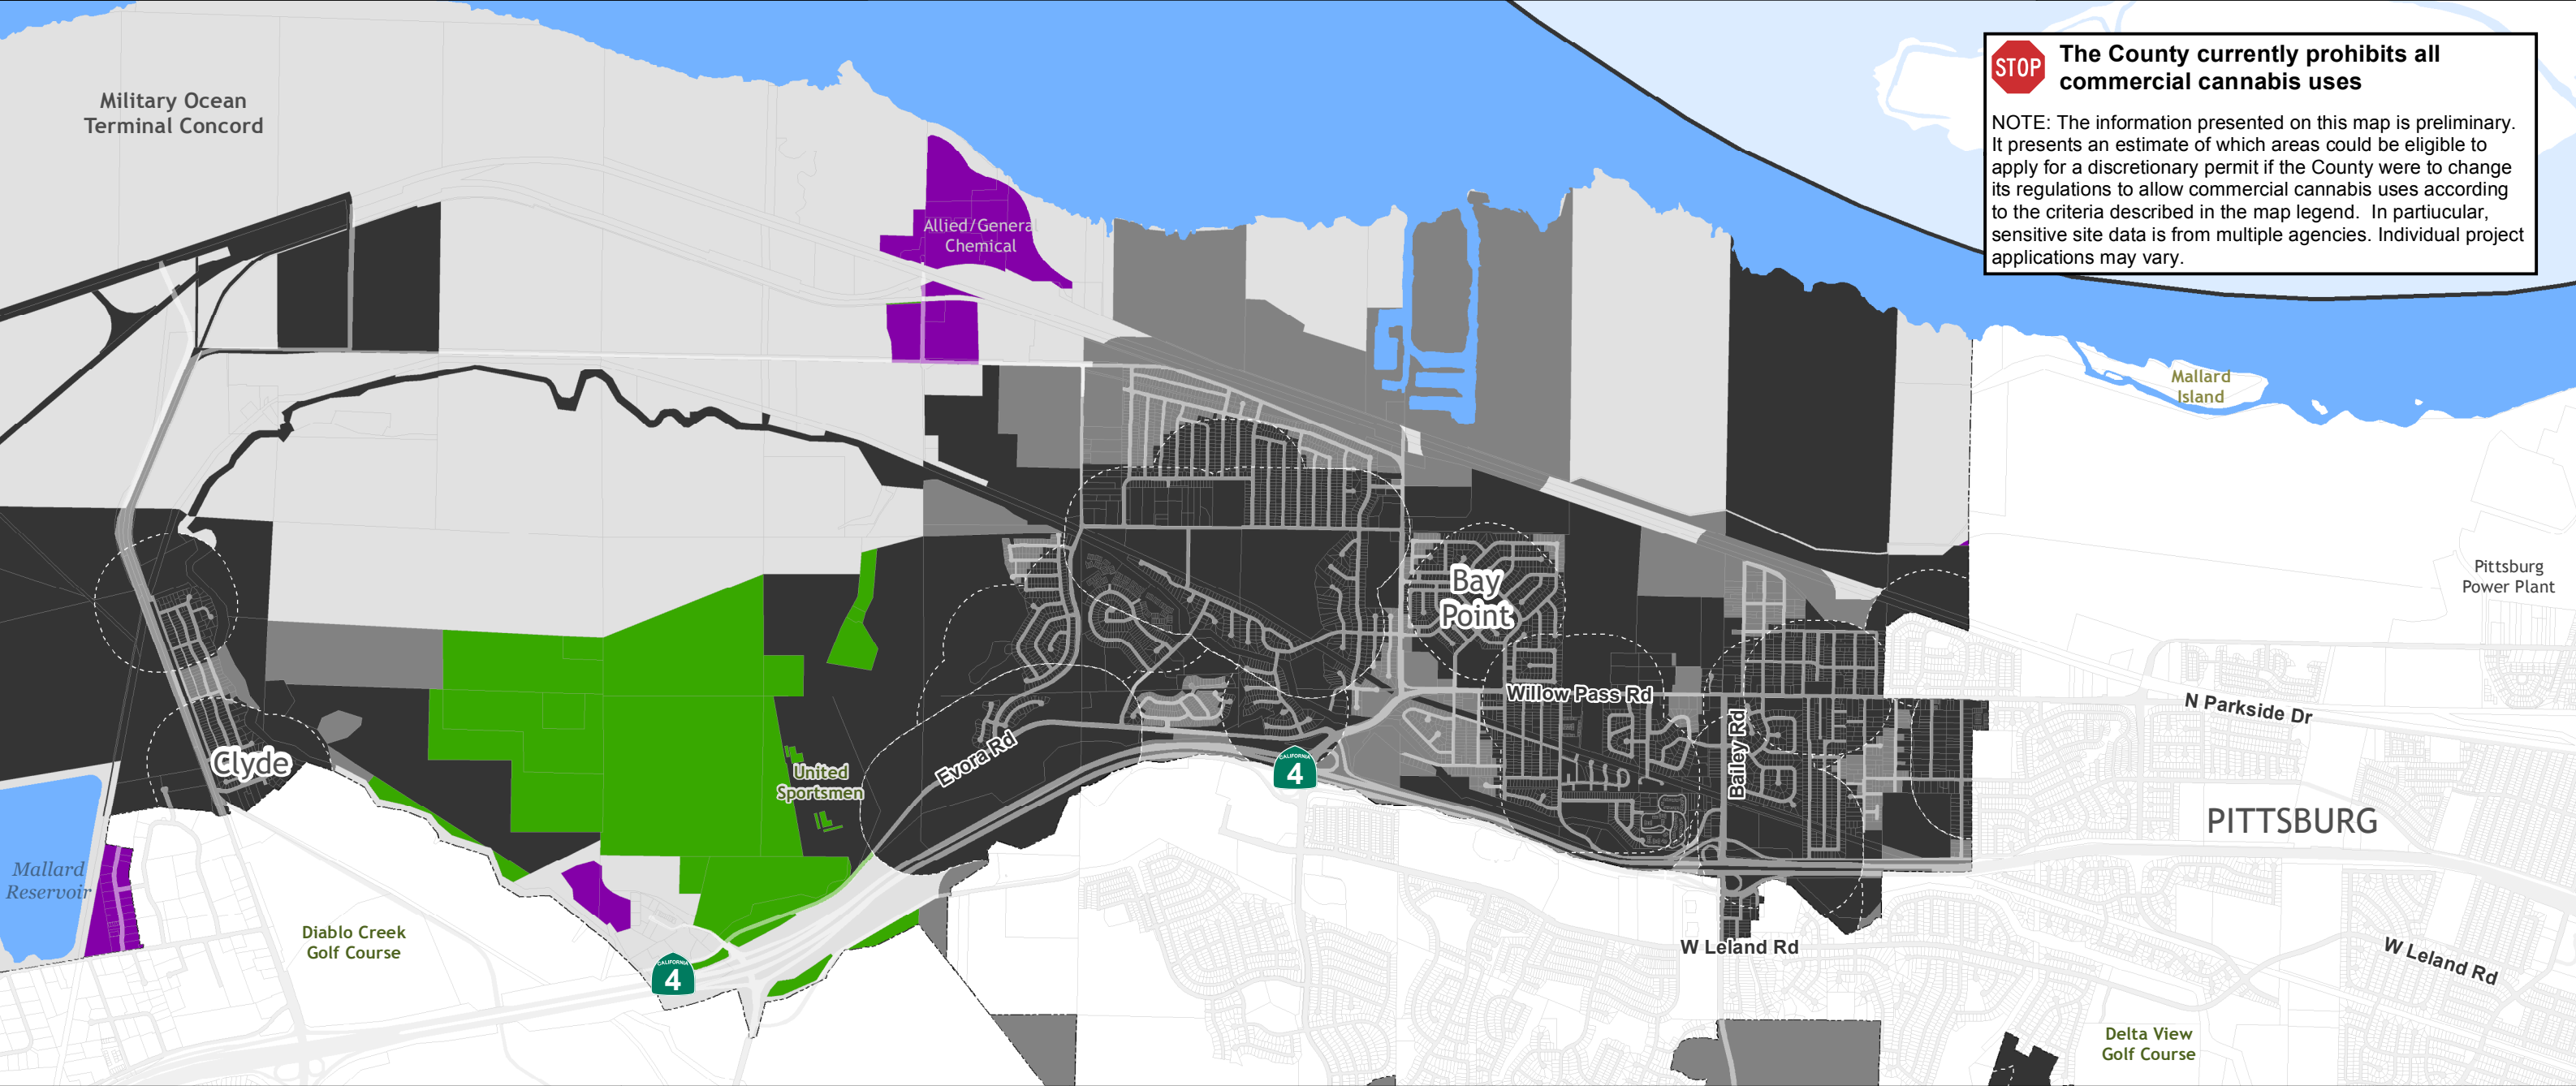 Military Ocean
Terminal Concord
STOP
The County currently prohibits all
commercial cannabis uses
NOTE: The information presented on this map is preliminary.
It presents an estimate of which areas could be eligible to
apply for a discretionary permit if the County were to change
its regulations to allow commercial cannabis uses according
to the criteria described in the map legend. In partiucular,
sensitive site data is from multiple agencies. Individual project
applications may vary.
Allied/General
Chemical
Mallard
Island
Pittsburg
Power Plant
Bay
Point
Willow Pass Rd
N Parkside Dr
Bailey Rd
Evora Rd
Clyde
United
Sportsmen
CALIFORNIA
4
PITTSBURG
Mallard
Reservoir
Diablo Creek
Golf Course
CALIFORNIA
4
W Leland Rd
W Leland Rd
Delta View
Golf Course